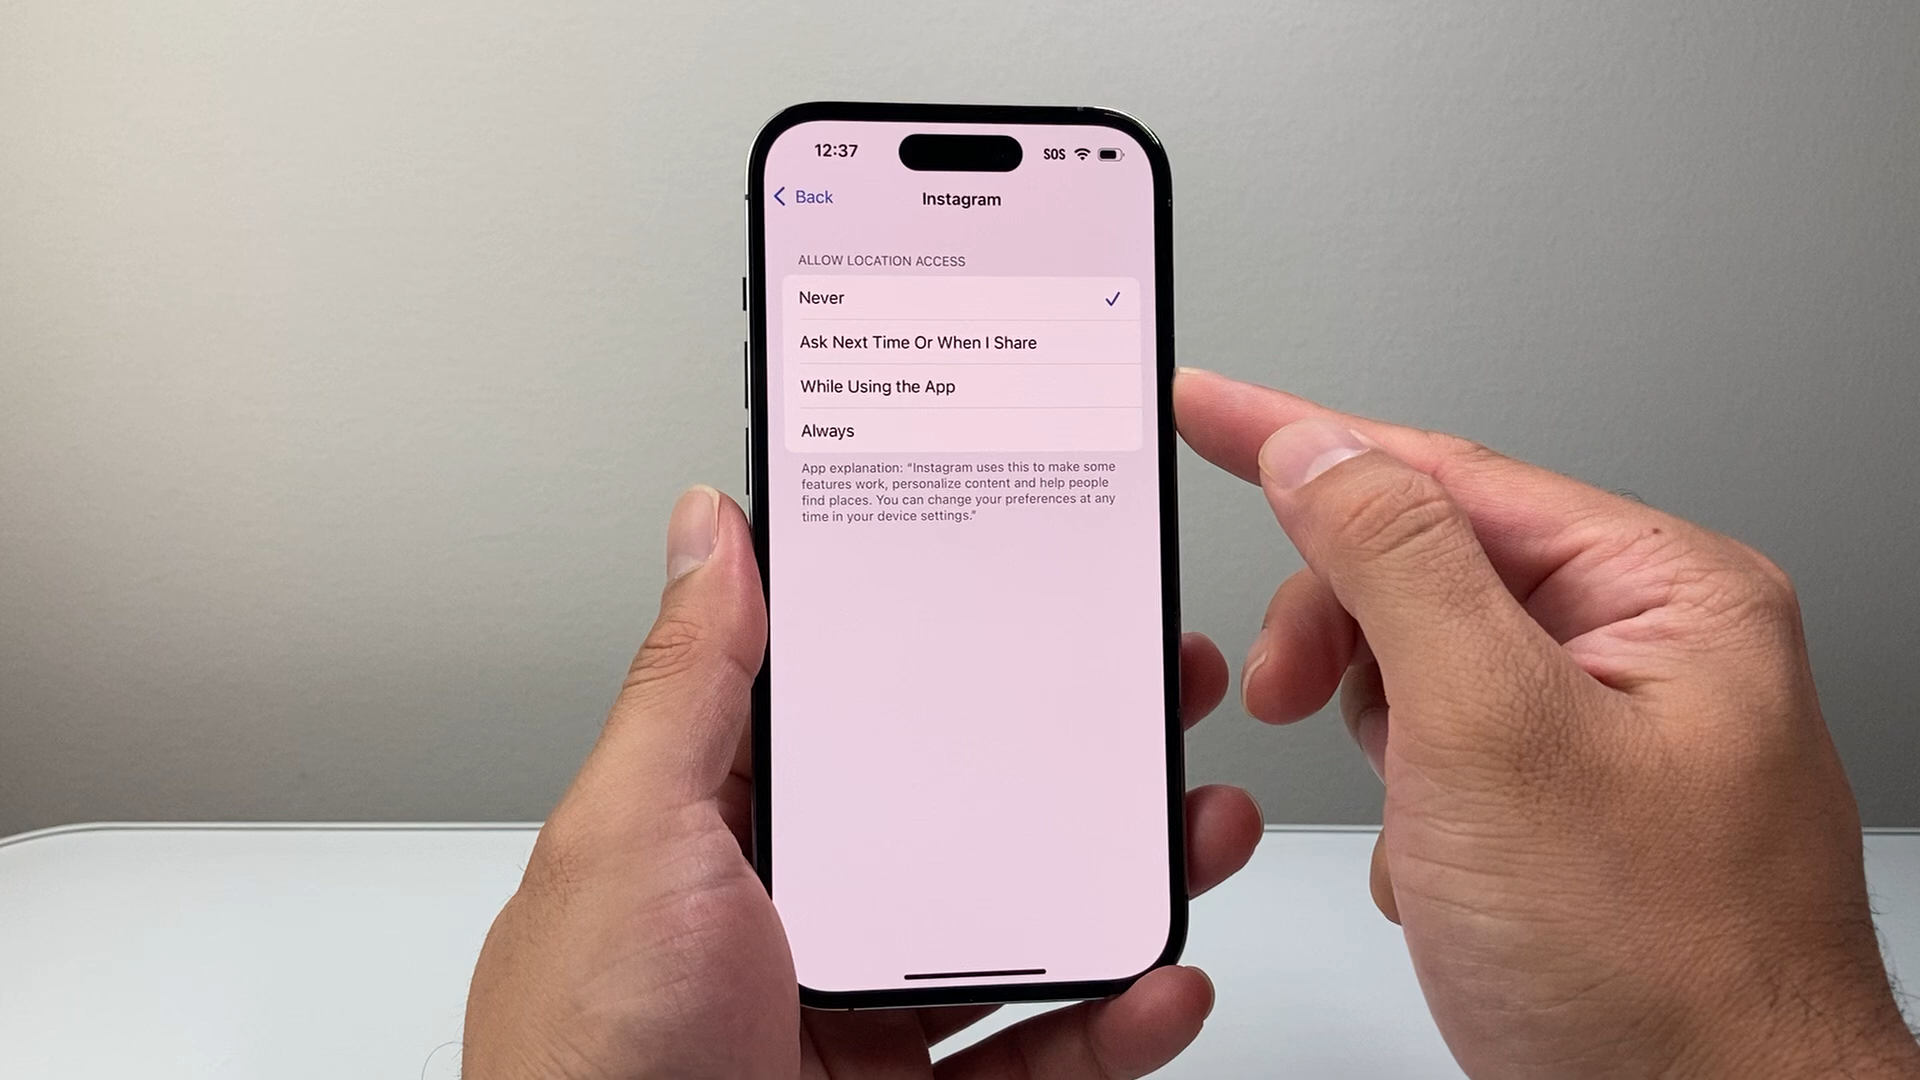 12:37 SOS
Back Instagram
ALLOW LOCATION ACCESS
Never
Ask Next Time Or When I Share
While Using the App
Always
App explanation: “Instagram uses this to make some
features work, personalize content and help people
find places. You can change your preferences at any
time in your device settings.”